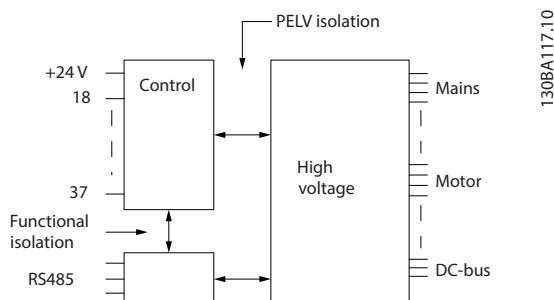 PELV isolation
+24 V
18
37
Control
High
voltage
Mains
Motor
DC-bus
Functional
isolation
RS485
130BA117.10